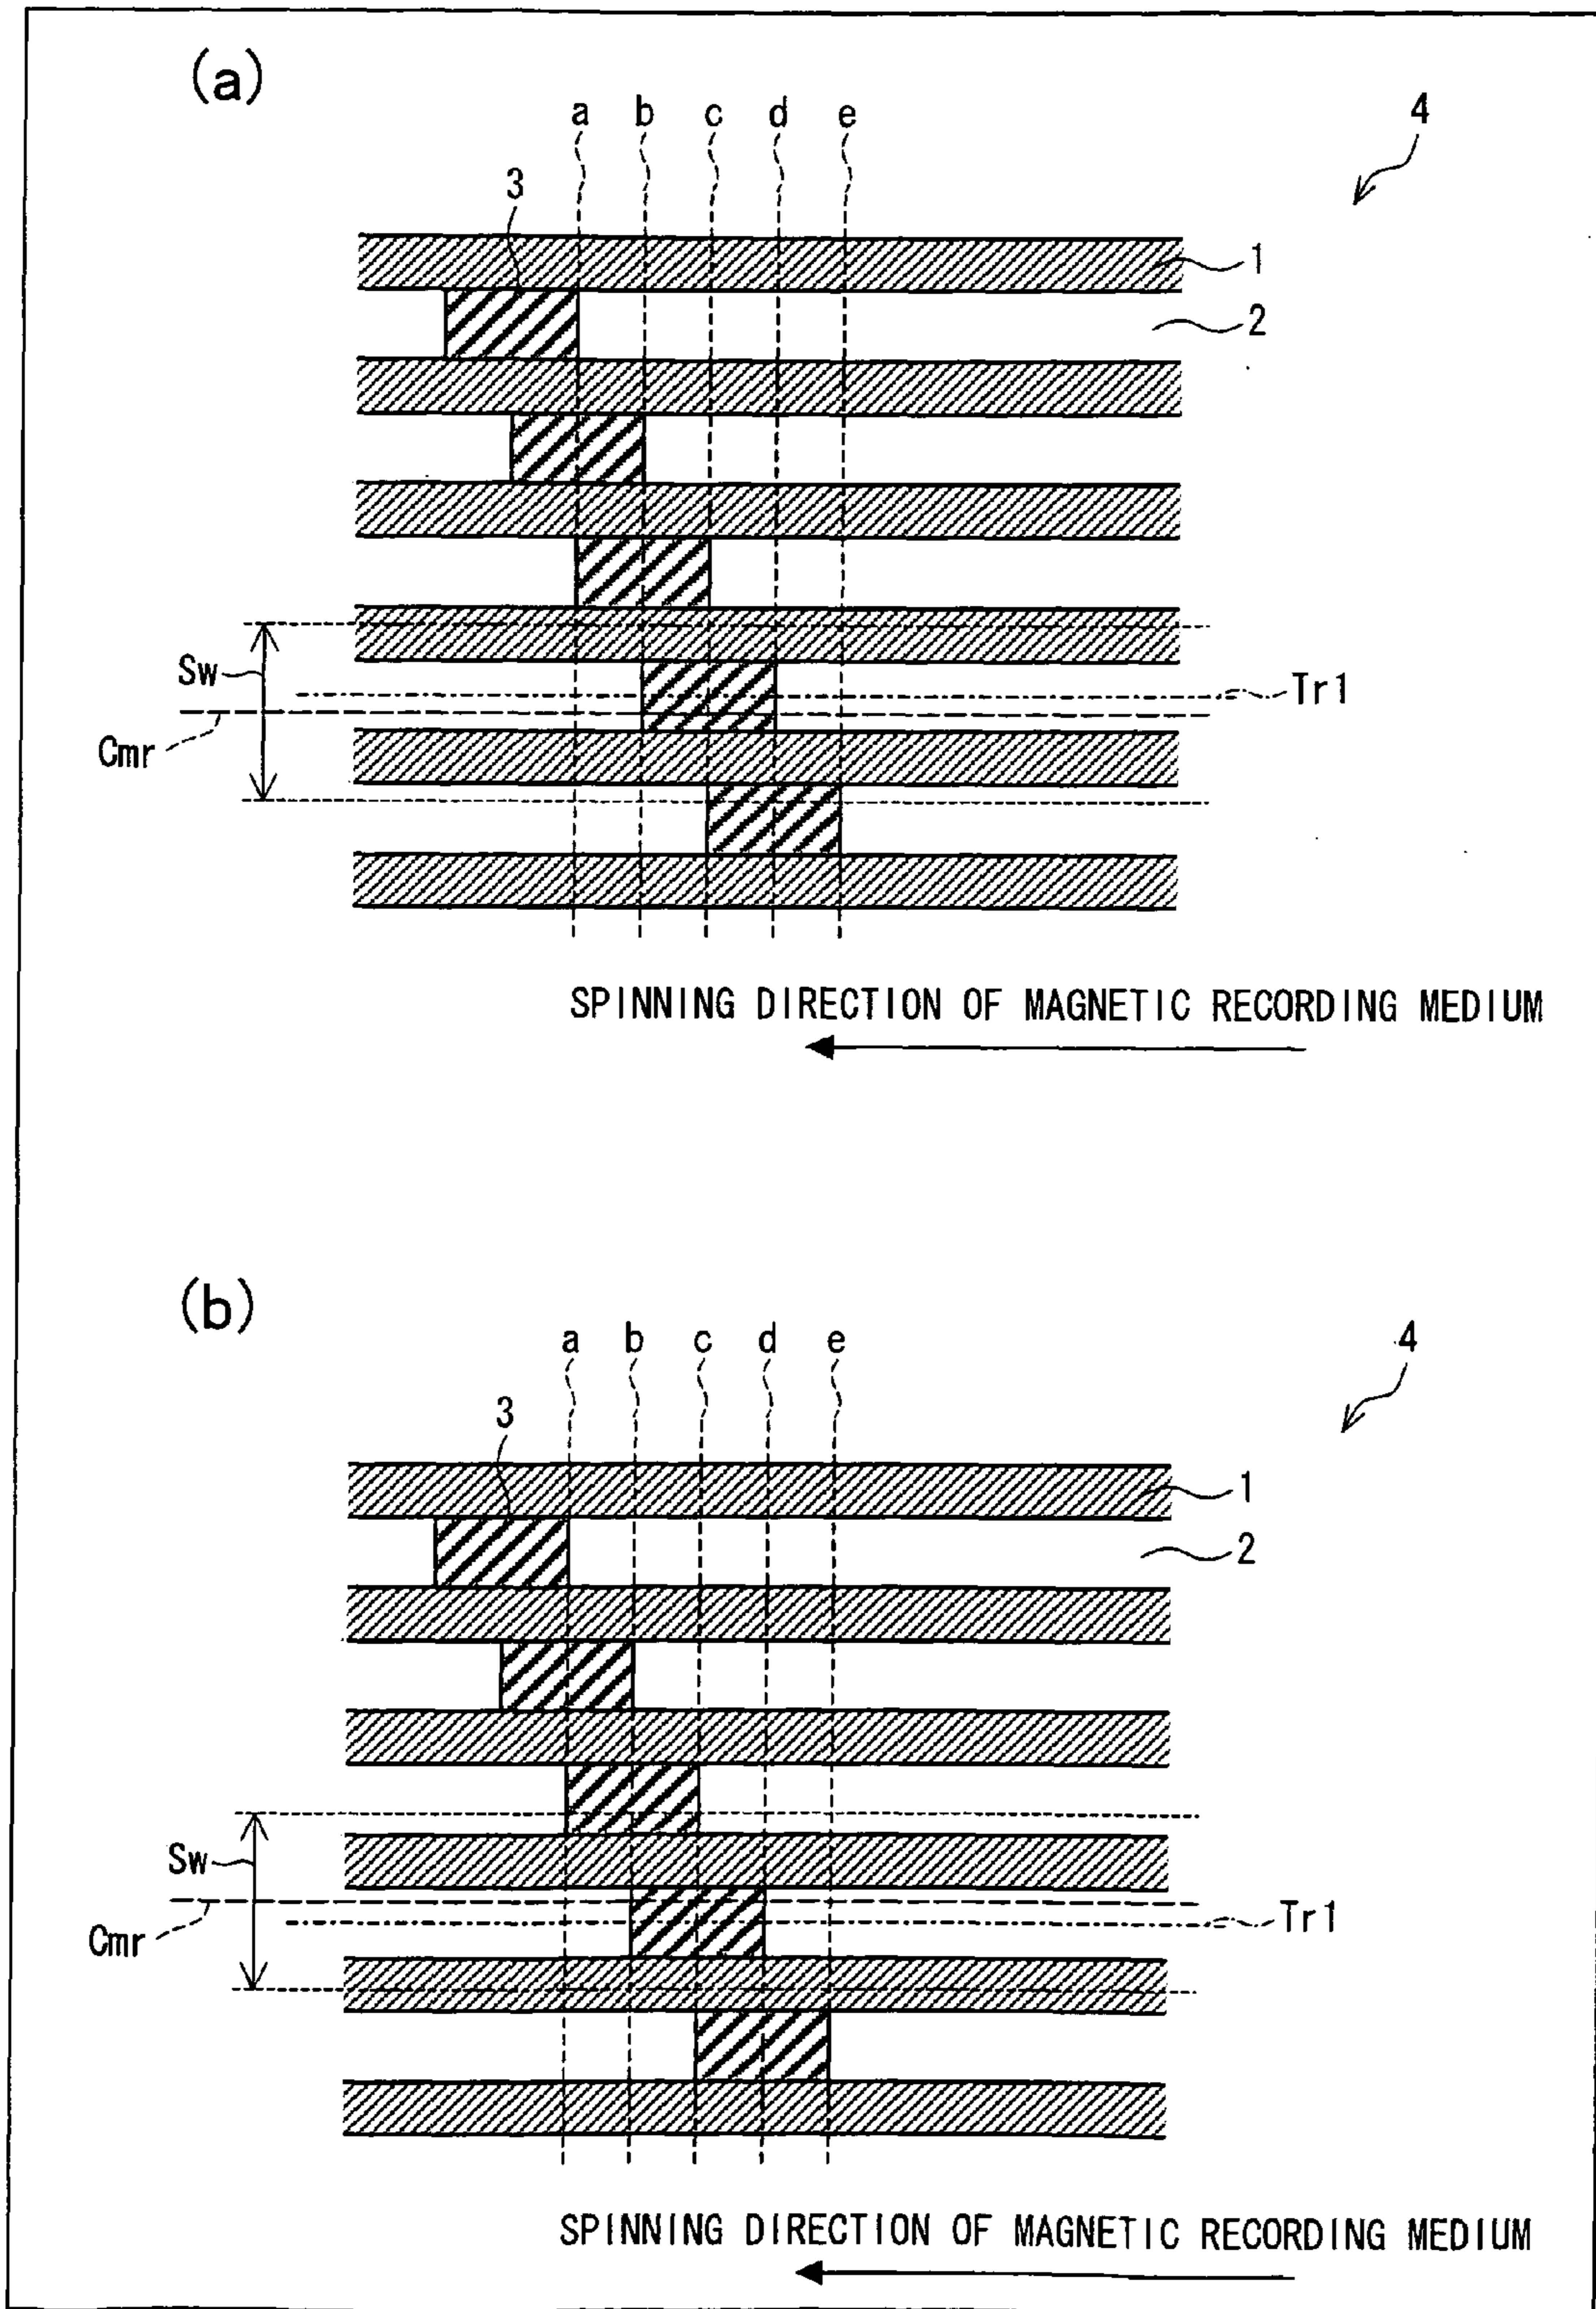 (a)
a b c d e
4
3
1
2
Sw
Tr1
Cmr
SPINNING DIRECTION OF MAGNETIC RECORDING MEDIUM
(b)
a b c d e
4
3
1
2
Sw
Cmr
Tr1
SPINNING DIRECTION OF MAGNETIC RECORDING MEDIUM